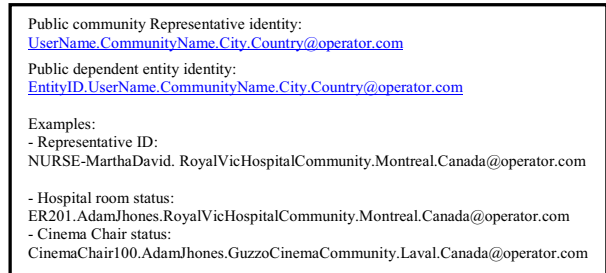 Public community Representative identity:
UserName.CommunityName.City.Country@operator.com
Public dependent entity identity:
EntityID.UserName.CommunityName.City.Country@operator.com
Examples:
- Representative ID:
NURSE-MarthaDavid. RoyalVicHospitalCommunity.Montreal.Canada@operator.com
- Hospital room status:
ER201.AdamJhones.RoyalVicHospitalCommunity.Montreal.Canada@operator.com
- Cinema Chair status:
CinemaChair100.AdamJhones.GuzzoCinemaCommunity.Laval.Canada@operator.com